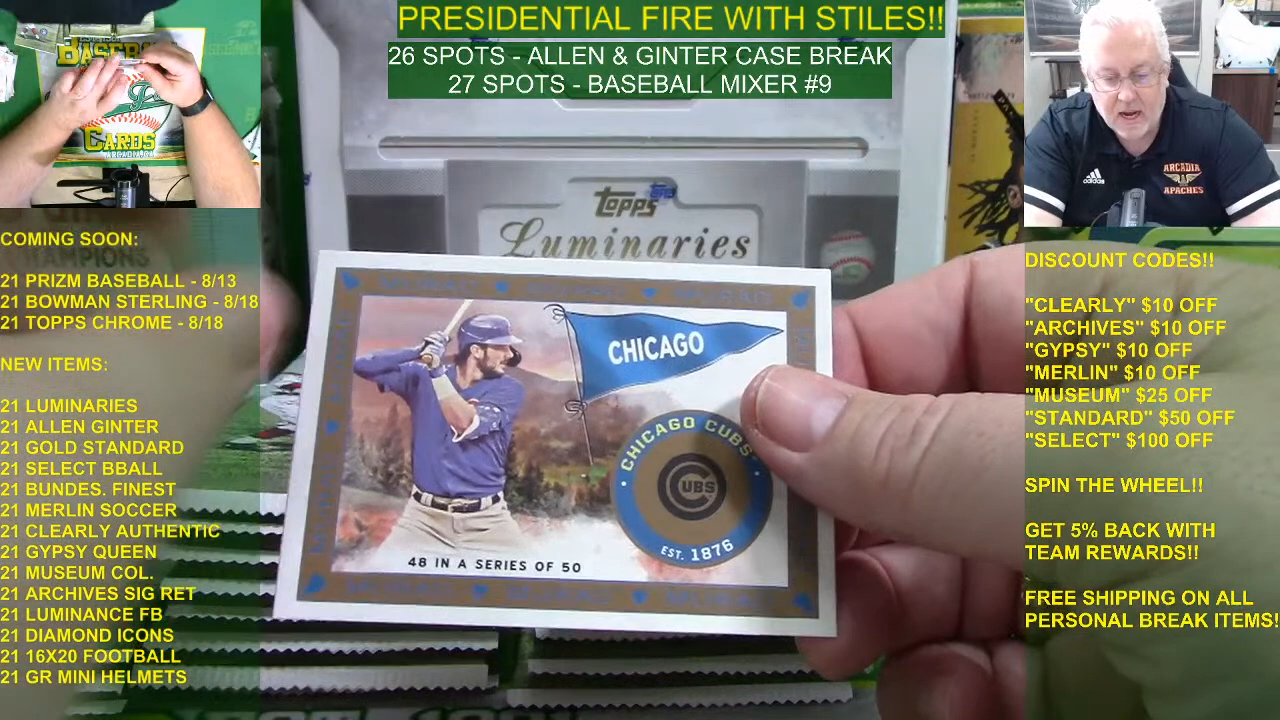 PRESIDENTIAL FIRE WITH STILES!!
26 SPOTS - ALLEN & GINTER CASE BREAK
27 SPOTS - BASEBALL MIXER #9
BASEBALL
CARDS
ARCADIA, CA
adidas
ARCADIA
APACHES
COMING SOON:
CHAMPIONS
21 PRIZM BASEBALL - 8/13
21 BOWMAN STERLING - 8/18
21 TOPPS CHROME - 8/18
NEW ITEMS:
21 LUMINARIES
21 ALLEN GINTER
21 GOLD STANDARD
21 SELECT BBALL
21 BUNDES. FINEST
21 MERLIN SOCCER
21 CLEARLY AUTHENTIC
21 GYPSY QUEEN
21 MUSEUM COL.
21 ARCHIVES SIG RET
21 LUMINANCE FB
21 DIAMOND ICONS
21 16X20 FOOTBALL
21 GR MINI HELMETS
TOPPS
Luminaries
CHICAGO
CHICAGO CUBS
CUBS
EST. 1876
48 IN A SERIES OF 50
DISCOUNT CODES!!
"CLEARLY" $10 OFF
"ARCHIVES" $10 OFF
"GYPSY" $10 OFF
"MERLIN" $10 OFF
"MUSEUM" $25 OFF
"STANDARD" $50 OFF
"SELECT" $100 OFF
SPIN THE WHEEL!!
GET 5% BACK WITH
TEAM REWARDS!!
FREE SHIPPING ON ALL
PERSONAL BREAK ITEMS!